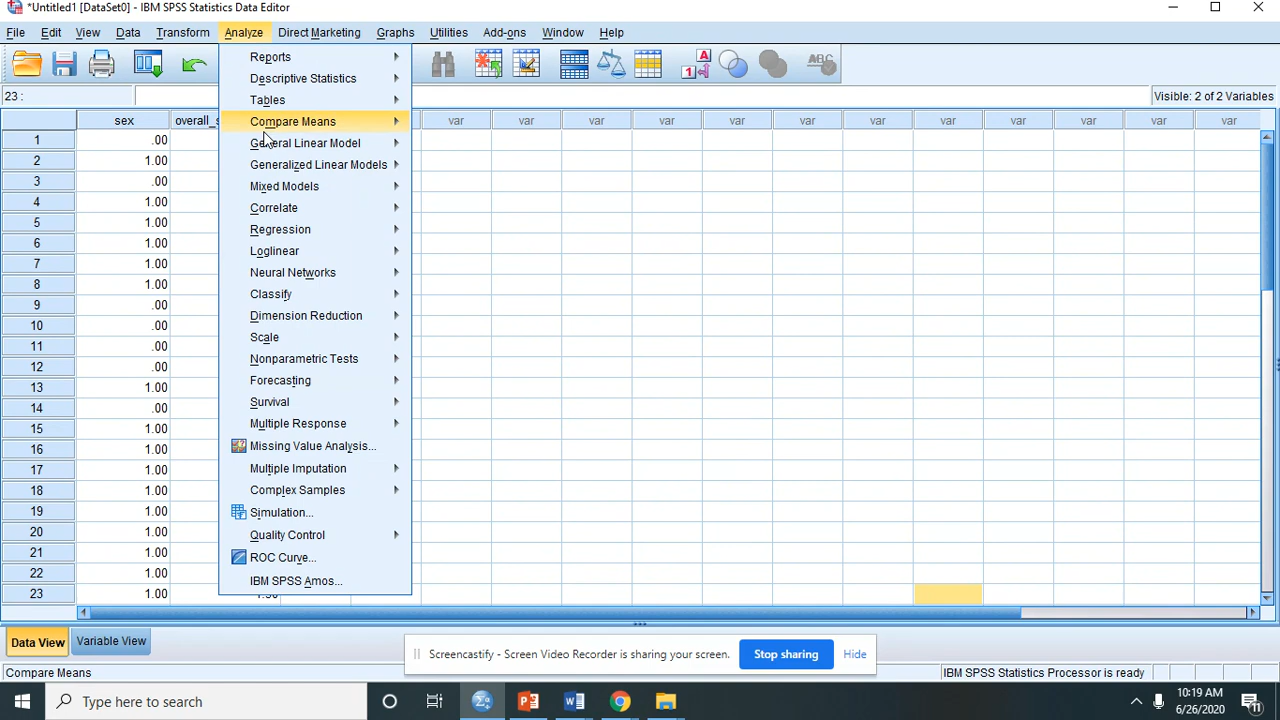 *Untitled1 [DataSet0] - IBM SPSS Statistics Data Editor
File Edit View Data Transform Analyze Direct Marketing Graphs Utilities Add-ons Window Help
23 :
Visible: 2 of 2 Variables
sex overall_s var var var var var var var var var var var var
Reports
Descriptive Statistics
Tables
Compare Means
General Linear Model
Generalized Linear Models
Mixed Models
Correlate
Regression
Loglinear
Neural Networks
Classify
Dimension Reduction
Scale
Nonparametric Tests
Forecasting
Survival
Multiple Response
Missing Value Analysis...
Multiple Imputation
Complex Samples
Simulation...
Quality Control
ROC Curve...
IBM SPSS Amos...
1 .00
2 1.00
3 .00
4 1.00
5 1.00
6 1.00
7 1.00
8 1.00
9 .00
10 .00
11 .00
12 .00
13 1.00
14 .00
15 1.00
16 1.00
17 1.00
18 1.00
19 1.00
20 1.00
21 1.00
22 1.00
23 1.00
Data View Variable View
Screencastify - Screen Video Recorder is sharing your screen. Stop sharing Hide
Compare Means
IBM SPSS Statistics Processor is ready
Type here to search
10:19 AM
6/26/2020
11